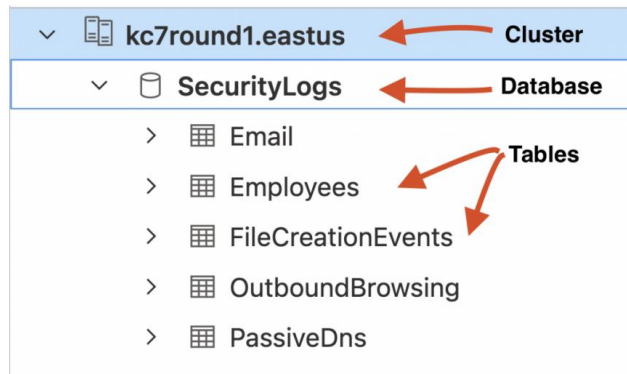 kc7round1.eastus Cluster
SecurityLogs Database
Email
Tables
Employees
FileCreationEvents
OutboundBrowsing
PassiveDns